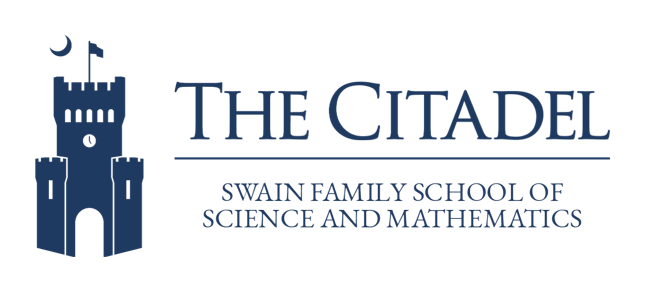 THE CITADEL
SWAIN FAMILY SCHOOL OF
SCIENCE AND MATHEMATICS